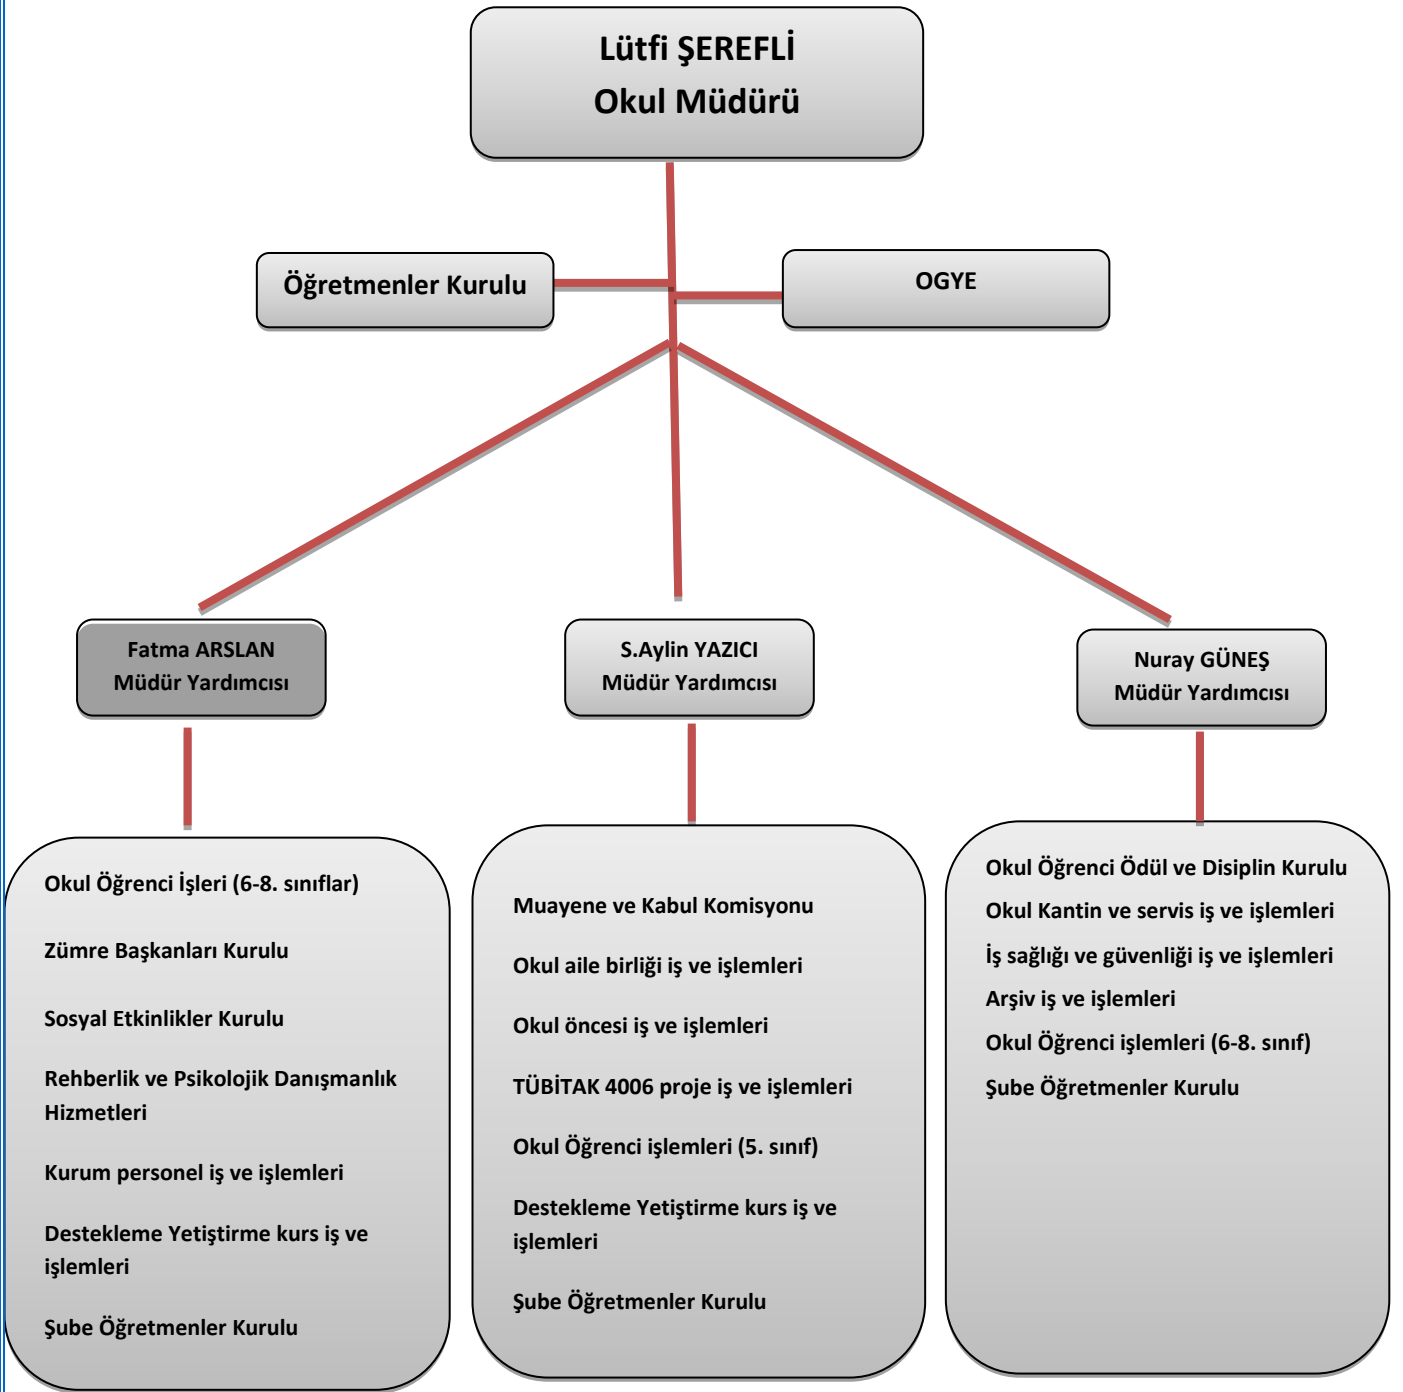 Lütfi ŞEREFLİ
Okul Müdürü
Öğretmenler Kurulu
OGYE
Fatma ARSLAN
Müdür Yardımcısı
S.Aylin YAZICI
Müdür Yardımcısı
Nuray GÜNEŞ
Müdür Yardımcısı
Okul Öğrenci İşleri (6-8. sınıflar)
Zümre Başkanları Kurulu
Sosyal Etkinlikler Kurulu
Rehberlik ve Psikolojik Danışmanlık
Hizmetleri
Kurum personel iş ve işlemleri
Destekleme Yetiştirme kurs iş ve
işlemleri
Şube Öğretmenler Kurulu
Muayene ve Kabul Komisyonu
Okul aile birliği iş ve işlemleri
Okul öncesi iş ve işlemleri
TÜBİTAK 4006 proje iş ve işlemleri
Okul Öğrenci işlemleri (5. sınıf)
Destekleme Yetiştirme kurs iş ve
işlemleri
Şube Öğretmenler Kurulu
Okul Öğrenci Ödül ve Disiplin Kurulu
Okul Kantin ve servis iş ve işlemleri
İş sağlığı ve güvenliği iş ve işlemleri
Arşiv iş ve işlemleri
Okul Öğrenci işlemleri (6-8. sınıf)
Şube Öğretmenler Kurulu